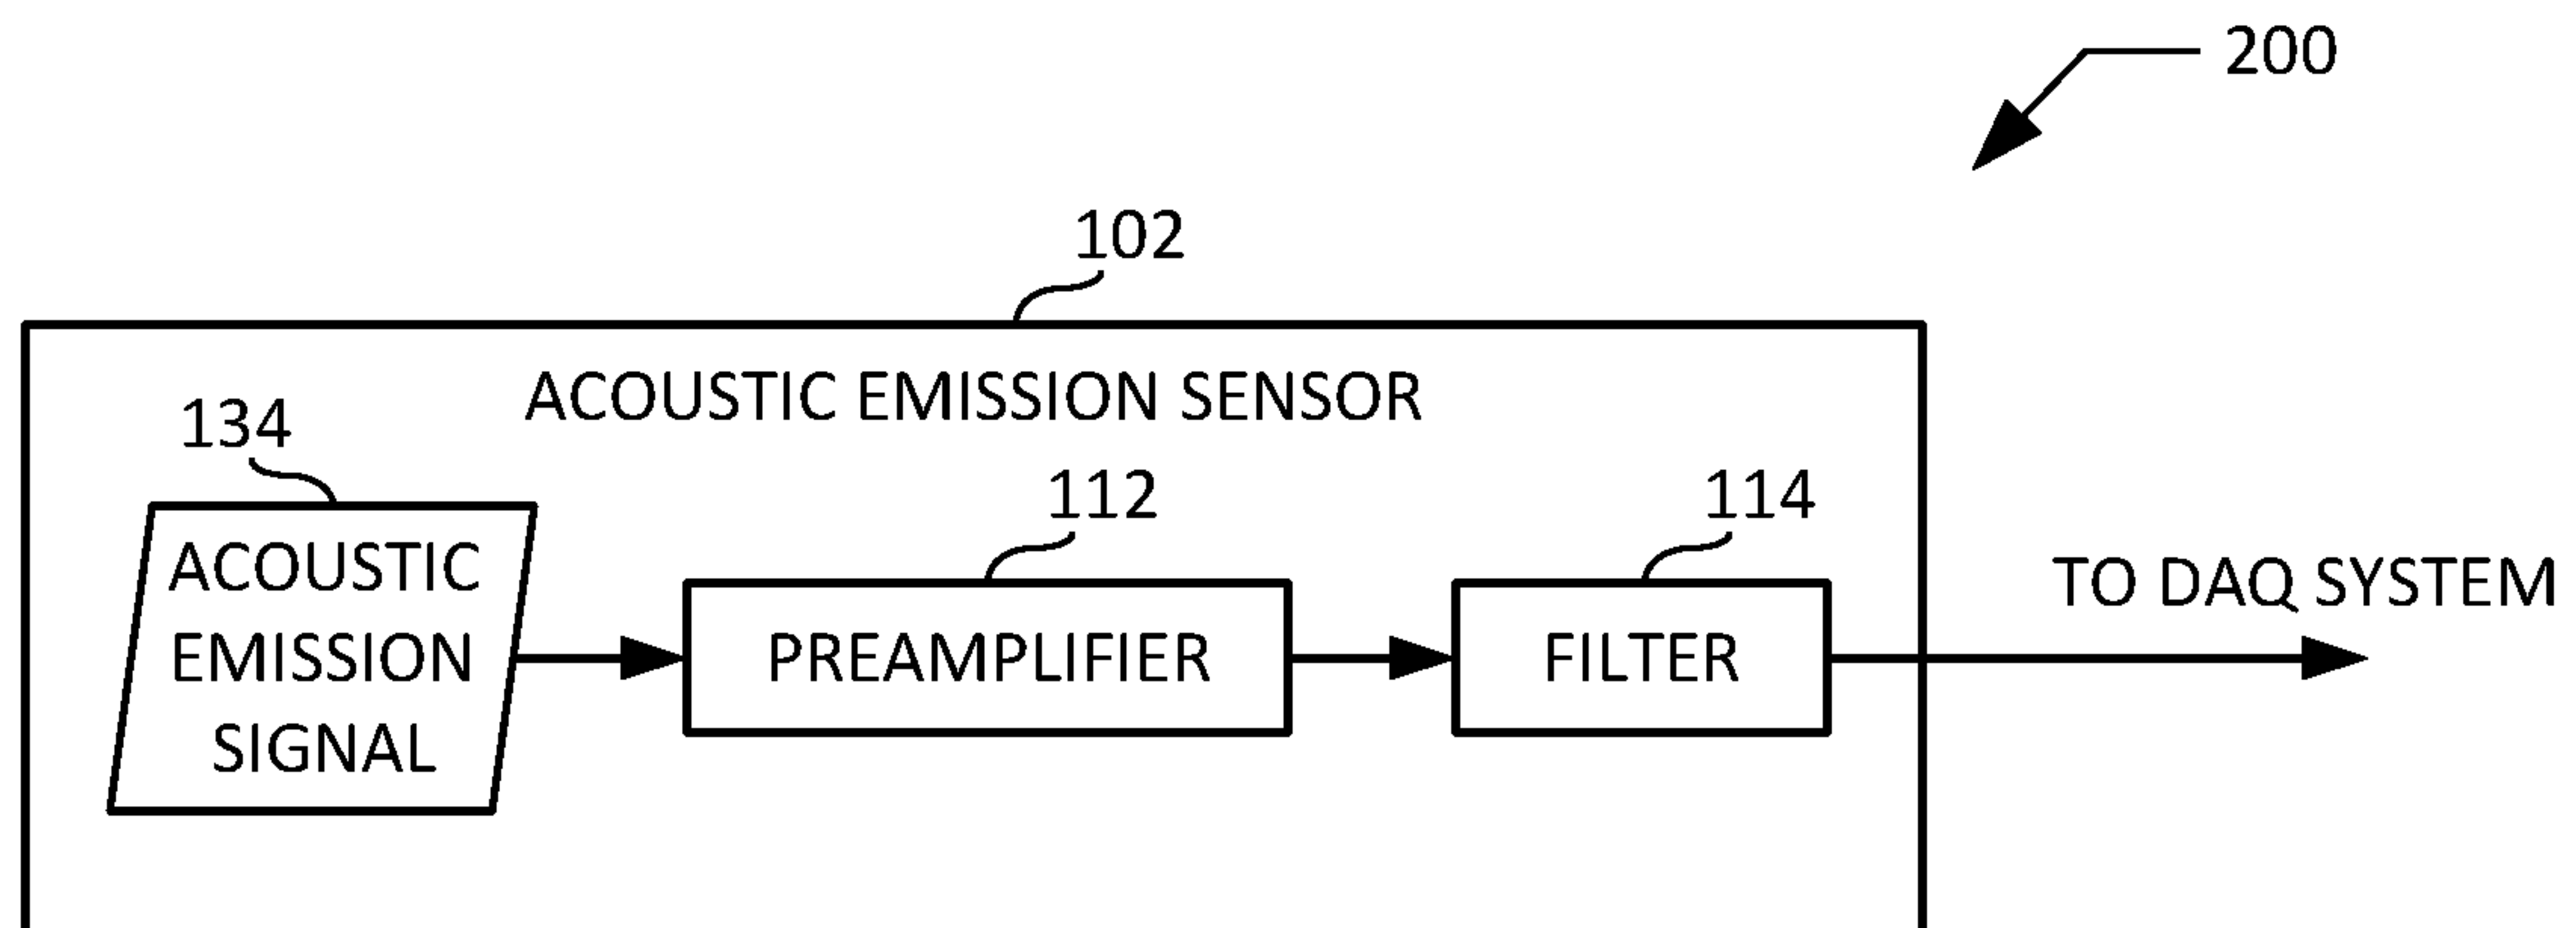 200
102
ACOUSTIC EMISSION SENSOR
134
112
114
ACOUSTIC
EMISSION
SIGNAL
PREAMPLIFIER
FILTER
TO DAQ SYSTEM